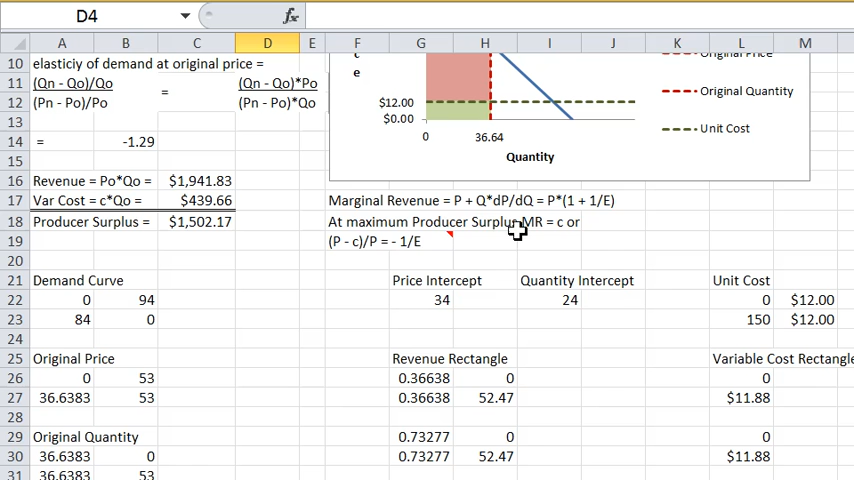 D4 fx
A B C D E F G H I J K L M
10 elasticiy of demand at original price =
11 (Qn - Qo)/Qo (Qn - Qo)*Po
=
12 (Pn - Po)/Po (Pn - Po)*Qo
13
14 = -1.29
15
c
e
$12.00
$0.00
0 36.64
Quantity
Original Price
Original Quantity
Unit Cost
16 Revenue = Po*Qo = $1,941.83
17 Var Cost = c*Qo = $439.66 Marginal Revenue = P + Q*dP/dQ = P*(1 + 1/E)
18 Producer Surplus = $1,502.17 At maximum Producer Surplus MR = c or
19 (P - c)/P = - 1/E
20
21 Demand Curve Price Intercept Quantity Intercept Unit Cost
22 0 94 34 24 0 $12.00
23 84 0 150 $12.00
24
25 Original Price Revenue Rectangle Variable Cost Rectangle
26 0 53 0.36638 0 0
27 36.6383 53 0.36638 52.47 $11.88
28
29 Original Quantity 0.73277 0 0
30 36.6383 0 0.73277 52.47 $11.88
31 36.6383 53